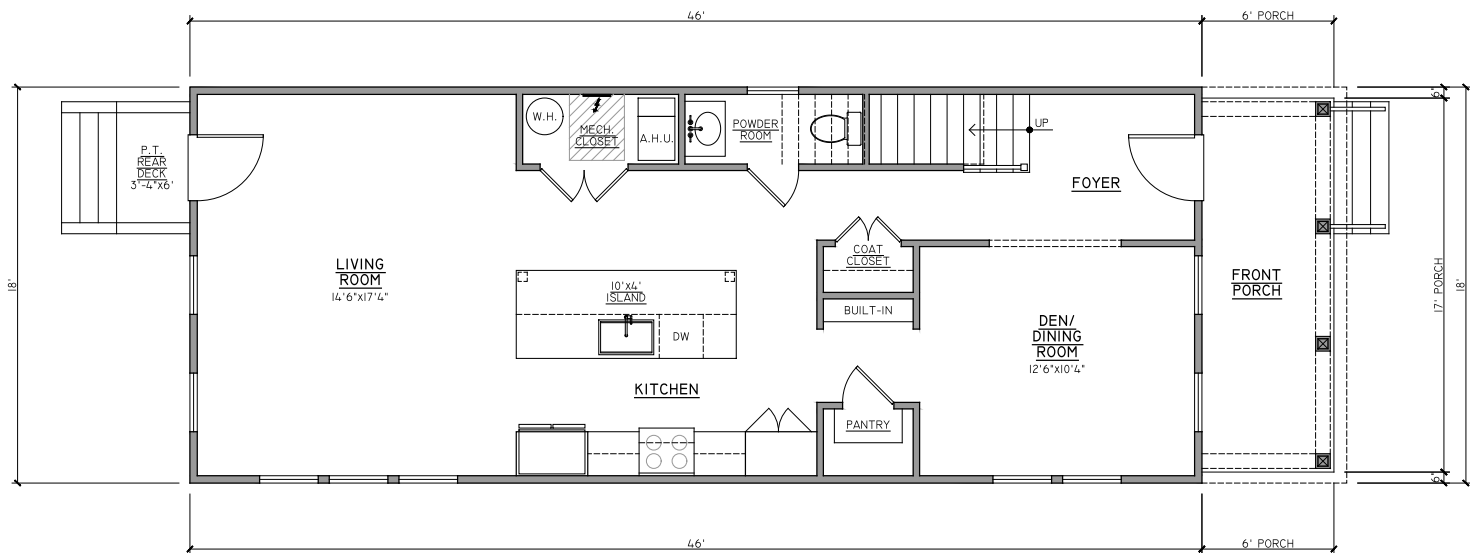 46'
6' PORCH
6"
W.H.
MECH.
CLOSET
A.H.U.
POWDER
ROOM
UP
P.T.
REAR
DECK
3'-4"x6'
FOYER
LIVING
ROOM
14'6"x17'4"
COAT
CLOSET
18'
10'x4'
ISLAND
DW
BUILT-IN
DEN/
DINING
ROOM
12'6"x10'4"
FRONT
PORCH
17' PORCH
18'
KITCHEN
PANTRY
6"
46'
6' PORCH